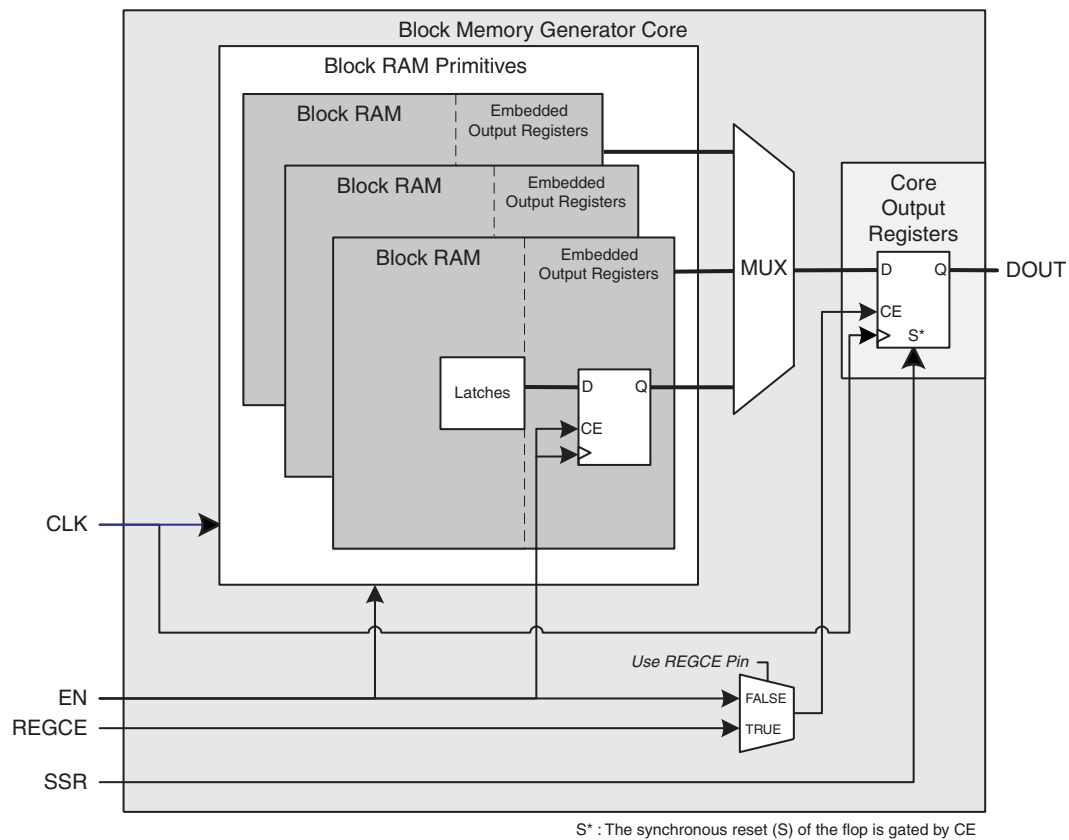 Block Memory Generator Core
Block RAM Primitives
Block RAM
Embedded
Output Registers
Block RAM
Embedded
Output Registers
Block RAM
Embedded
Output Registers
Latches
D
Q
CE
MUX
Core
Output
Registers
D
Q
CE
S*
DOUT
CLK
EN
REGCE
SSR
Use REGCE Pin
FALSE
TRUE
S* : The synchronous reset (S) of the flop is gated by CE